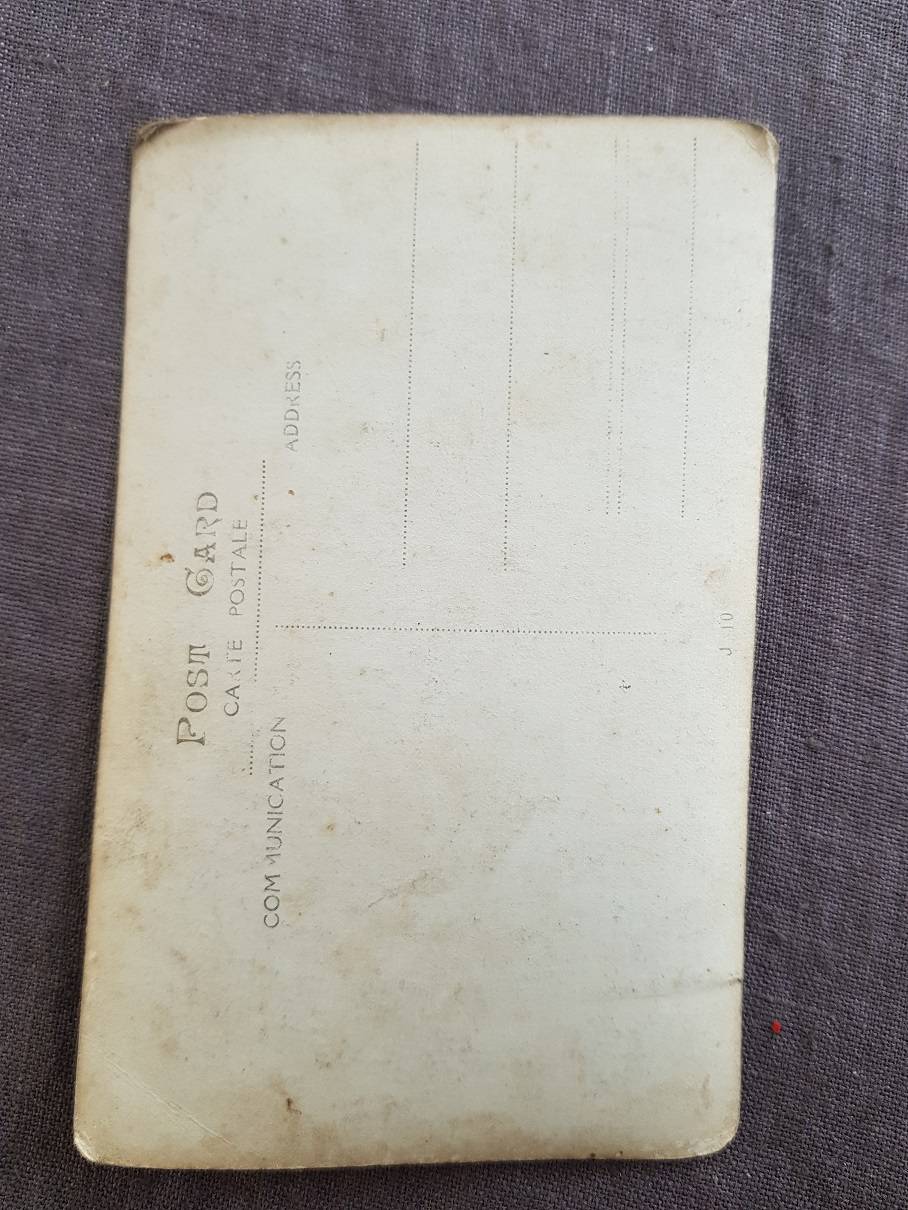 POST CARD
CARTE POSTALE
COMMUNICATION
ADDRESS
J 10